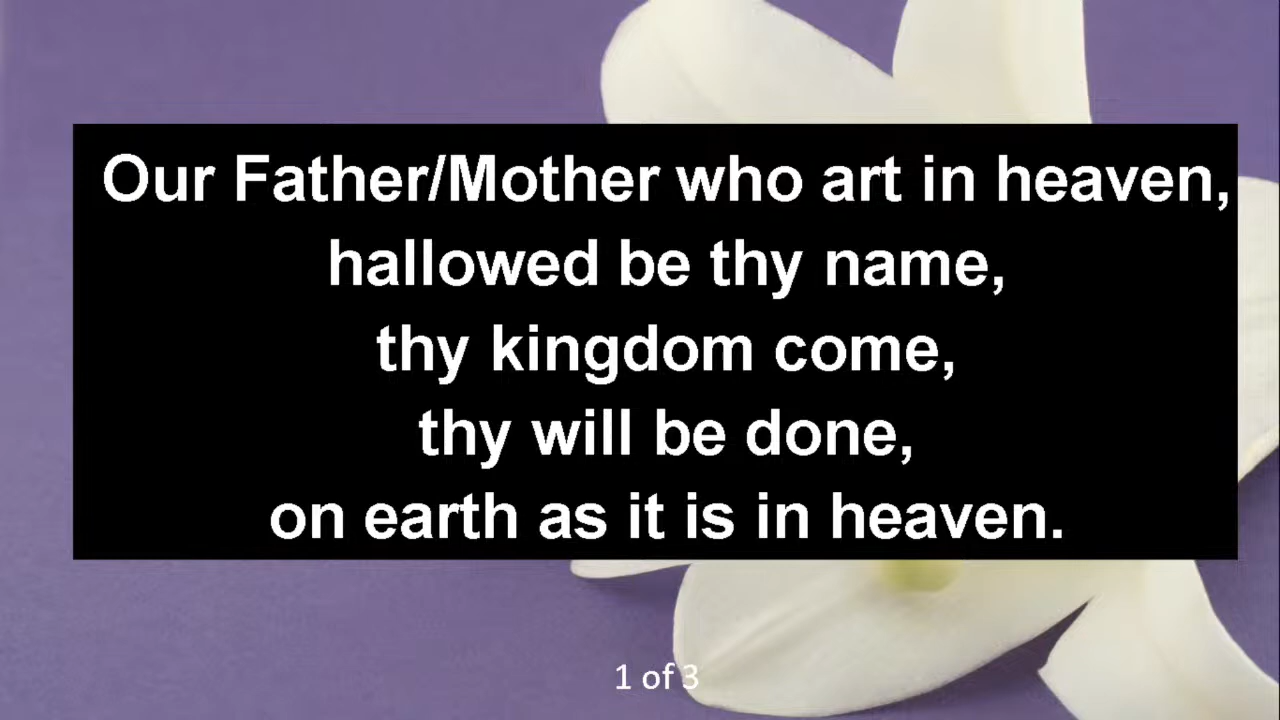 Our Father/Mother who art in heaven,
hallowed be thy name,
thy kingdom come,
thy will be done,
on earth as it is in heaven.
1 of 3